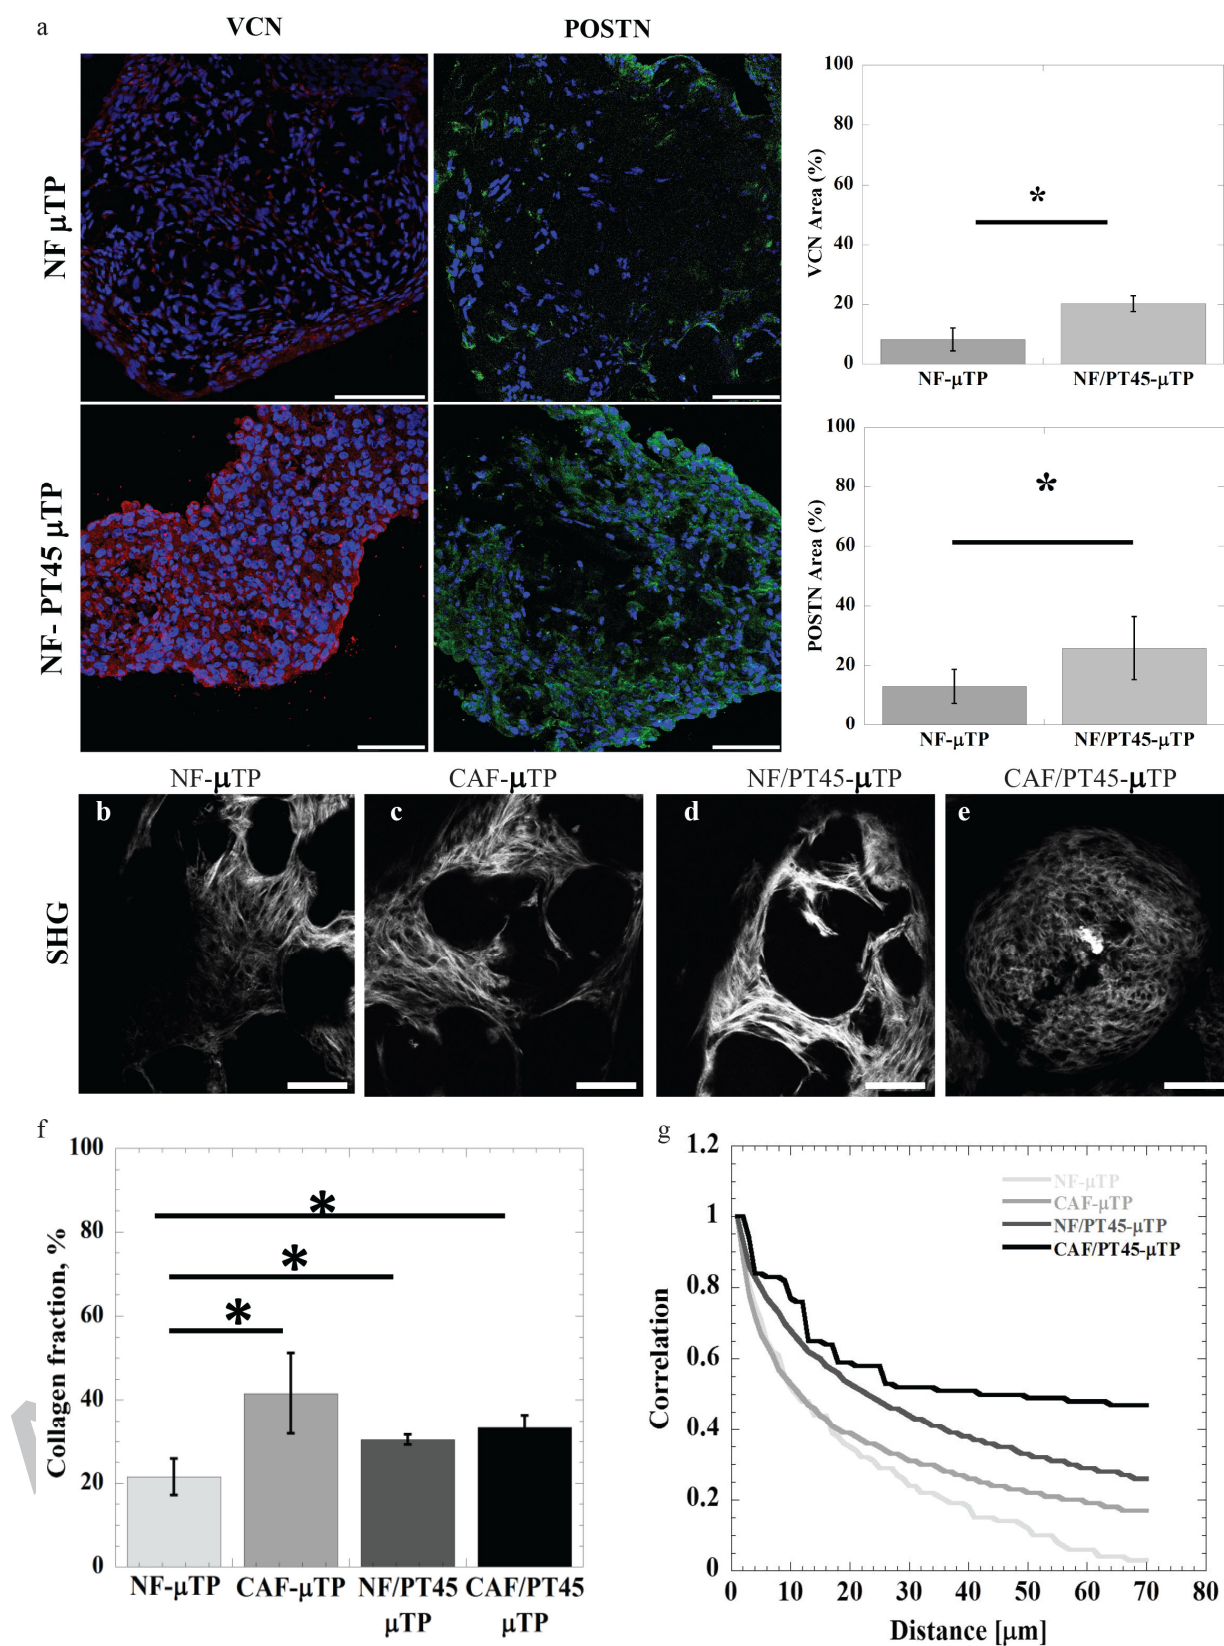 a
VCN
POSTN
NF μTP
NF- PT45 μTP
100
80
60
40
20
0
VCN Area (%)
*
NF-μTP
NF/PT45-μTP
100
80
60
40
20
0
POSTN Area (%)
*
NF-μTP
NF/PT45-μTP
NF-μTP
CAF-μTP
NF/PT45-μTP
CAF/PT45-μTP
b
c
d
e
SHG
f
100
80
60
40
20
0
Collagen fraction, %
*
*
*
NF-μTP
CAF-μTP
NF/PT45
μTP
CAF/PT45
μTP
g
1.2
1
0.8
0.6
0.4
0.2
0
Correlation
NF-μTP
CAF-μTP
NF/PT45-μTP
CAF/PT45-μTP
0
10
20
30
40
50
60
70
80
Distance [μm]